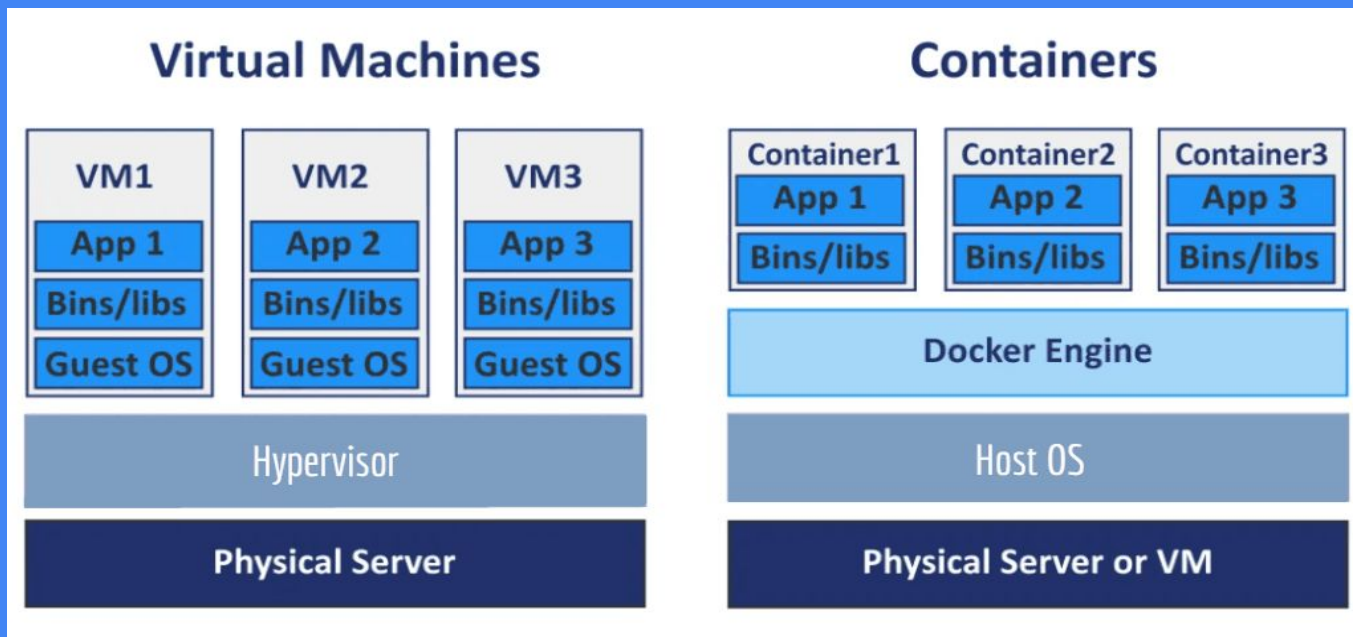 Virtual Machines
VM1
App 1
Bins/libs
Guest OS
VM2
App 2
Bins/libs
Guest OS
VM3
App 3
Bins/libs
Guest OS
Hypervisor
Physical Server
Containers
Container1
App 1
Bins/libs
Container2
App 2
Bins/libs
Container3
App 3
Bins/libs
Docker Engine
Host OS
Physical Server or VM